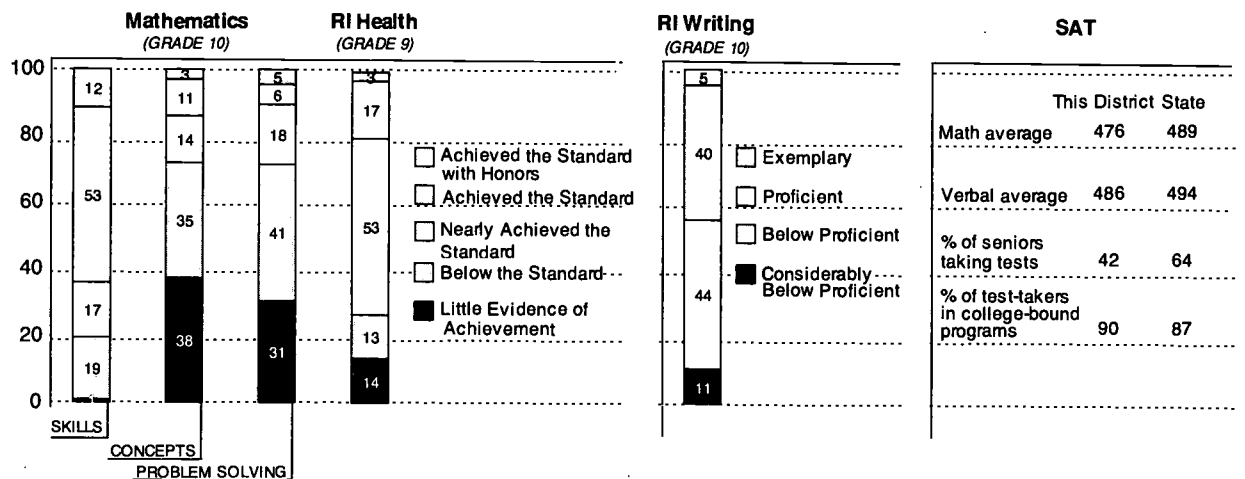 Mathematics
(GRADE 10)
RI Health
(GRADE 9)
RI Writing
(GRADE 10)
SAT
100
80
60
40
20
0
12
53
17
19
3
11
14
35
38
5
6
18
41
31
3
17
53
13
14
SKILLS
CONCEPTS
PROBLEM SOLVING
Achieved the Standard
with Honors
Achieved the Standard
Nearly Achieved the
Standard
Below the Standard
Little Evidence of
Achievement
5
40
44
11
Exemplary
Proficient
Below Proficient
Considerably
Below Proficient
This District State
Math average 476 489
Verbal average 486 494
% of seniors
taking tests 42 64
% of test-takers
in college-bound
programs 90 87